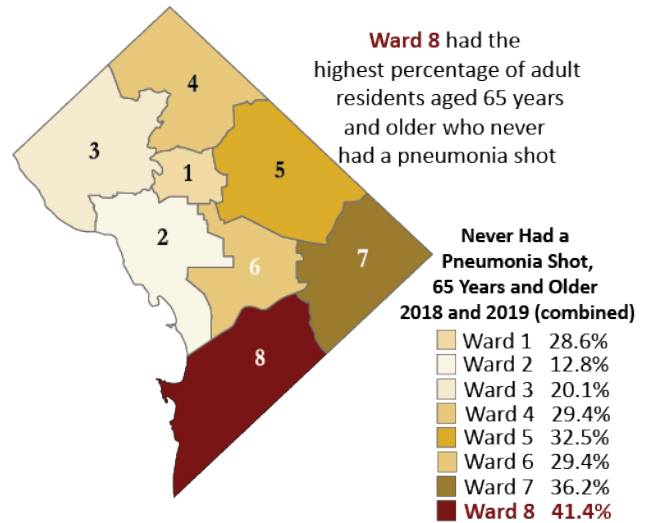 Ward 8 had the
highest percentage of adult
residents aged 65 years
and older who never
had a pneumonia shot
4
3
1
5
2
6
7
8
Never Had a
Pneumonia Shot,
65 Years and Older
2018 and 2019 (combined)
Ward 1 28.6%
Ward 2 12.8%
Ward 3 20.1%
Ward 4 29.4%
Ward 5 32.5%
Ward 6 29.4%
Ward 7 36.2%
Ward 8 41.4%